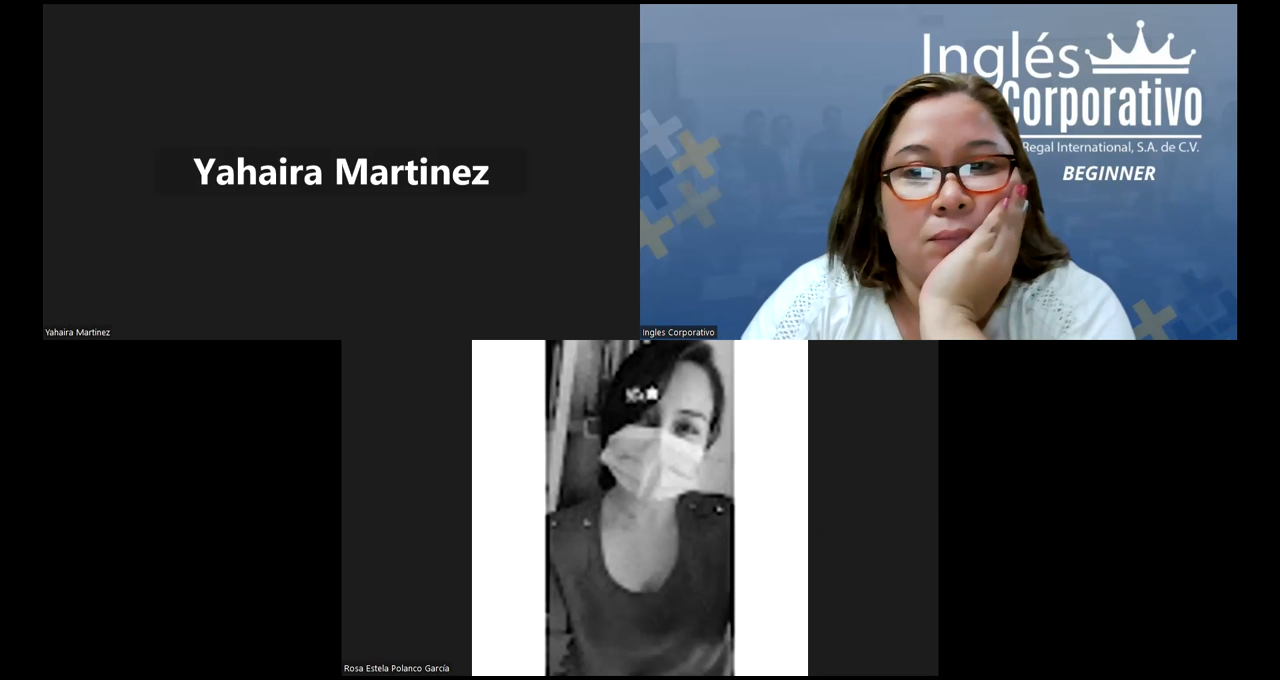 Yahaira Martinez
Yahaira Martinez
Inglés
Corporativo
Regal International, S.A. de C.V.
BEGINNER
Ingles Corporativo
Rosa Estela Polanco García